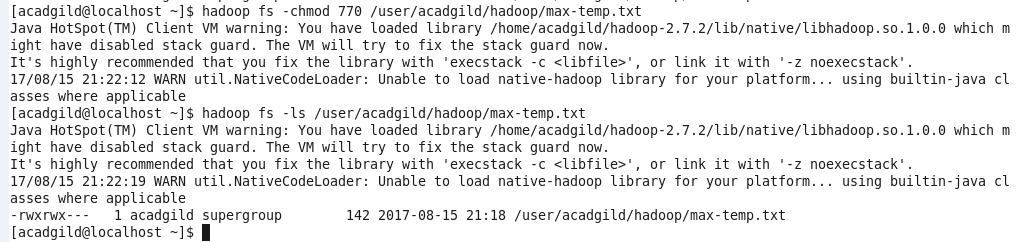 [acadgild@localhost ~]$ hadoop fs -chmod 770 /user/acadgild/hadoop/max-temp.txt
Java HotSpot(TM) Client VM warning: You have loaded library /home/acadgild/hadoop-2.7.2/lib/native/libhadoop.so.1.0.0 which m
ight have disabled stack guard. The VM will try to fix the stack guard now.
It's highly recommended that you fix the library with 'execstack -c <libfile>', or link it with '-z noexecstack'.
17/08/15 21:22:12 WARN util.NativeCodeLoader: Unable to load native-hadoop library for your platform... using builtin-java cl
asses where applicable
[acadgild@localhost ~]$ hadoop fs -ls /user/acadgild/hadoop/max-temp.txt
Java HotSpot(TM) Client VM warning: You have loaded library /home/acadgild/hadoop-2.7.2/lib/native/libhadoop.so.1.0.0 which m
ight have disabled stack guard. The VM will try to fix the stack guard now.
It's highly recommended that you fix the library with 'execstack -c <libfile>', or link it with '-z noexecstack'.
17/08/15 21:22:19 WARN util.NativeCodeLoader: Unable to load native-hadoop library for your platform... using builtin-java cl
asses where applicable
-rwxrwx---   1 acadgild supergroup        142 2017-08-15 21:18 /user/acadgild/hadoop/max-temp.txt
[acadgild@localhost ~]$